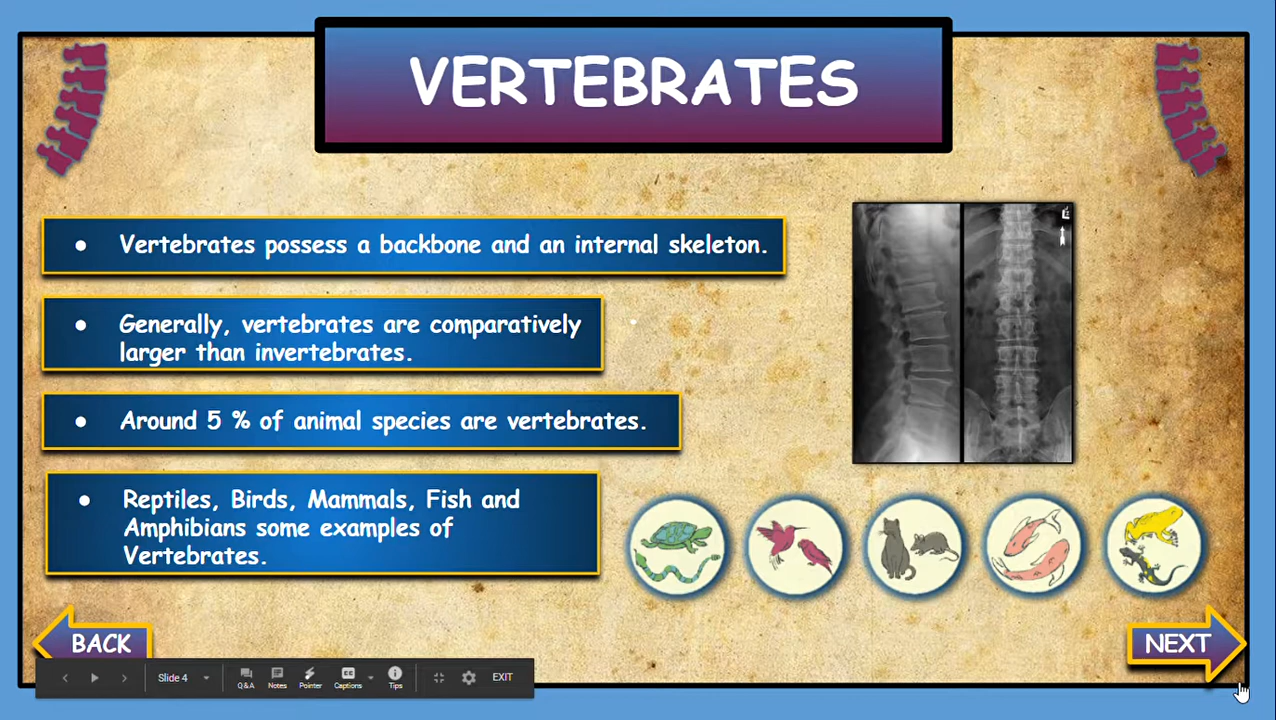 VERTEBRATES
● Vertebrates possess a backbone and an internal skeleton.
● Generally, vertebrates are comparatively
larger than invertebrates.
● Around 5 % of animal species are vertebrates.
● Reptiles, Birds, Mammals, Fish and
Amphibians some examples of
Vertebrates.
BACK
NEXT
Slide 4
Q&A
Notes
Pointer
CC
Captions
Tips
EXIT